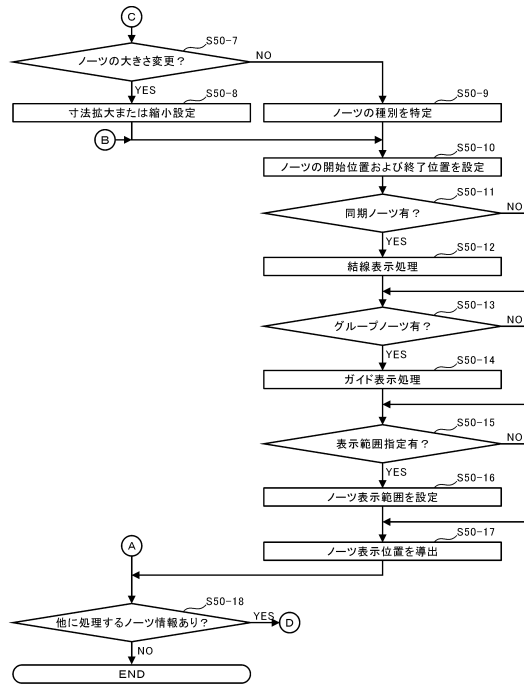 C
S50-7
ノーツの大きさ変更？
NO
YES
S50-8
寸法拡大または縮小設定
S50-9
ノーツの種別を特定
B
S50-10
ノーツの開始位置および終了位置を設定
S50-11
同期ノーツ有？
NO
YES
S50-12
結線表示処理
S50-13
グループノーツ有？
NO
YES
S50-14
ガイド表示処理
S50-15
表示範囲指定有？
NO
YES
S50-16
ノーツ表示範囲を設定
S50-17
ノーツ表示位置を導出
A
S50-18
他に処理するノーツ情報あり？
YES
D
NO
END